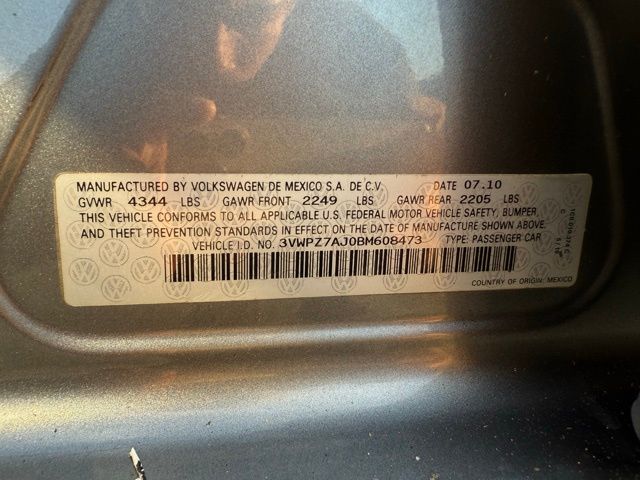 MANUFACTURED BY VOLKSWAGEN DE MEXICO S.A. DE C.V. DATE 07.10
GVWR 4344 LBS GAWR FRONT 2249 LBS GAWR REAR 2205 LBS
THIS VEHICLE CONFORMS TO ALL APPLICABLE U.S. FEDERAL MOTOR VEHICLE SAFETY, BUMPER,
AND THEFT PREVENTION STANDARDS IN EFFECT ON THE DATE OF MANUFACTURE SHOWN ABOVE.
VEHICLE I.D. NO. 3VWPZ7AJ0BM608473 TYPE: PASSENGER CAR
COUNTRY OF ORIGIN: MEXICO